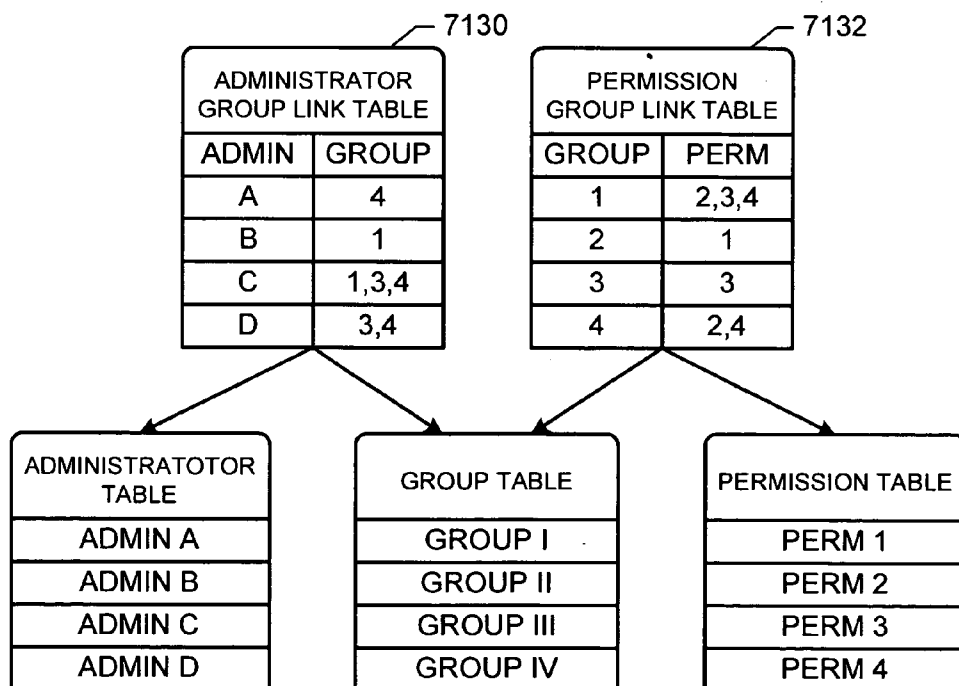 7130
7132
ADMINISTRATOR
GROUP LINK TABLE
ADMIN GROUP
A 4
B 1
C 1,3,4
D 3,4
PERMISSION
GROUP LINK TABLE
GROUP PERM
1 2,3,4
2 1
3 3
4 2,4
ADMINISTRATOTOR
TABLE
ADMIN A
ADMIN B
ADMIN C
ADMIN D
GROUP TABLE
GROUP I
GROUP II
GROUP III
GROUP IV
PERMISSION TABLE
PERM 1
PERM 2
PERM 3
PERM 4